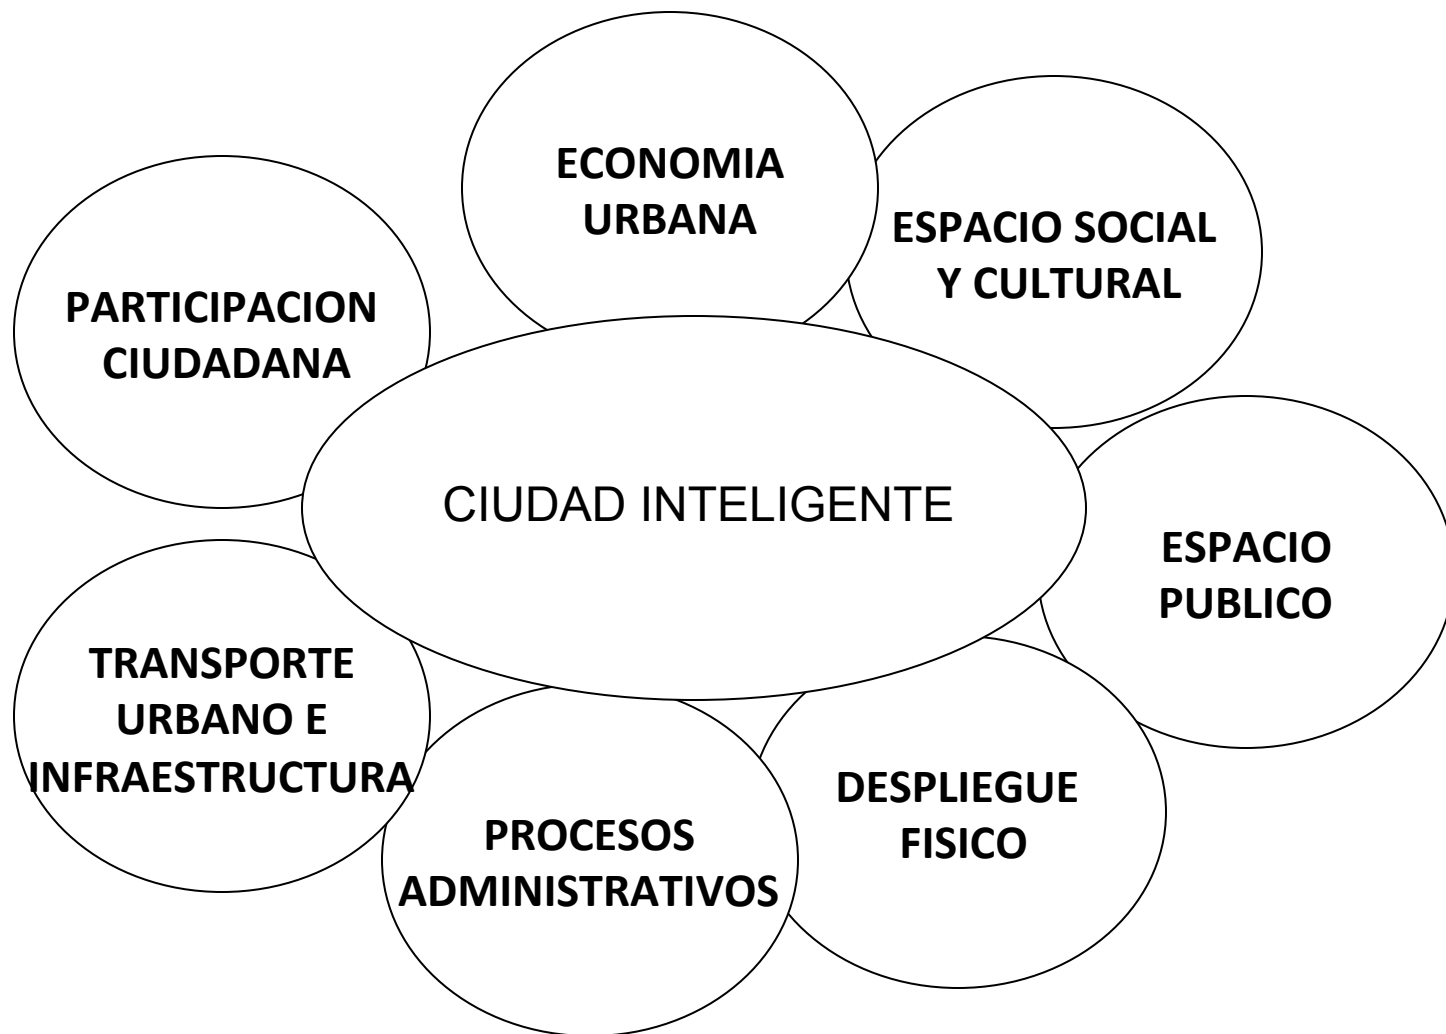 ECONOMIA
URBANA
ESPACIO SOCIAL
Y CULTURAL
PARTICIPACION
CIUDADANA
CIUDAD INTELIGENTE
ESPACIO
PUBLICO
TRANSPORTE
URBANO E
INFRAESTRUCTURA
DESPLIEGUE
FISICO
PROCESOS
ADMINISTRATIVOS